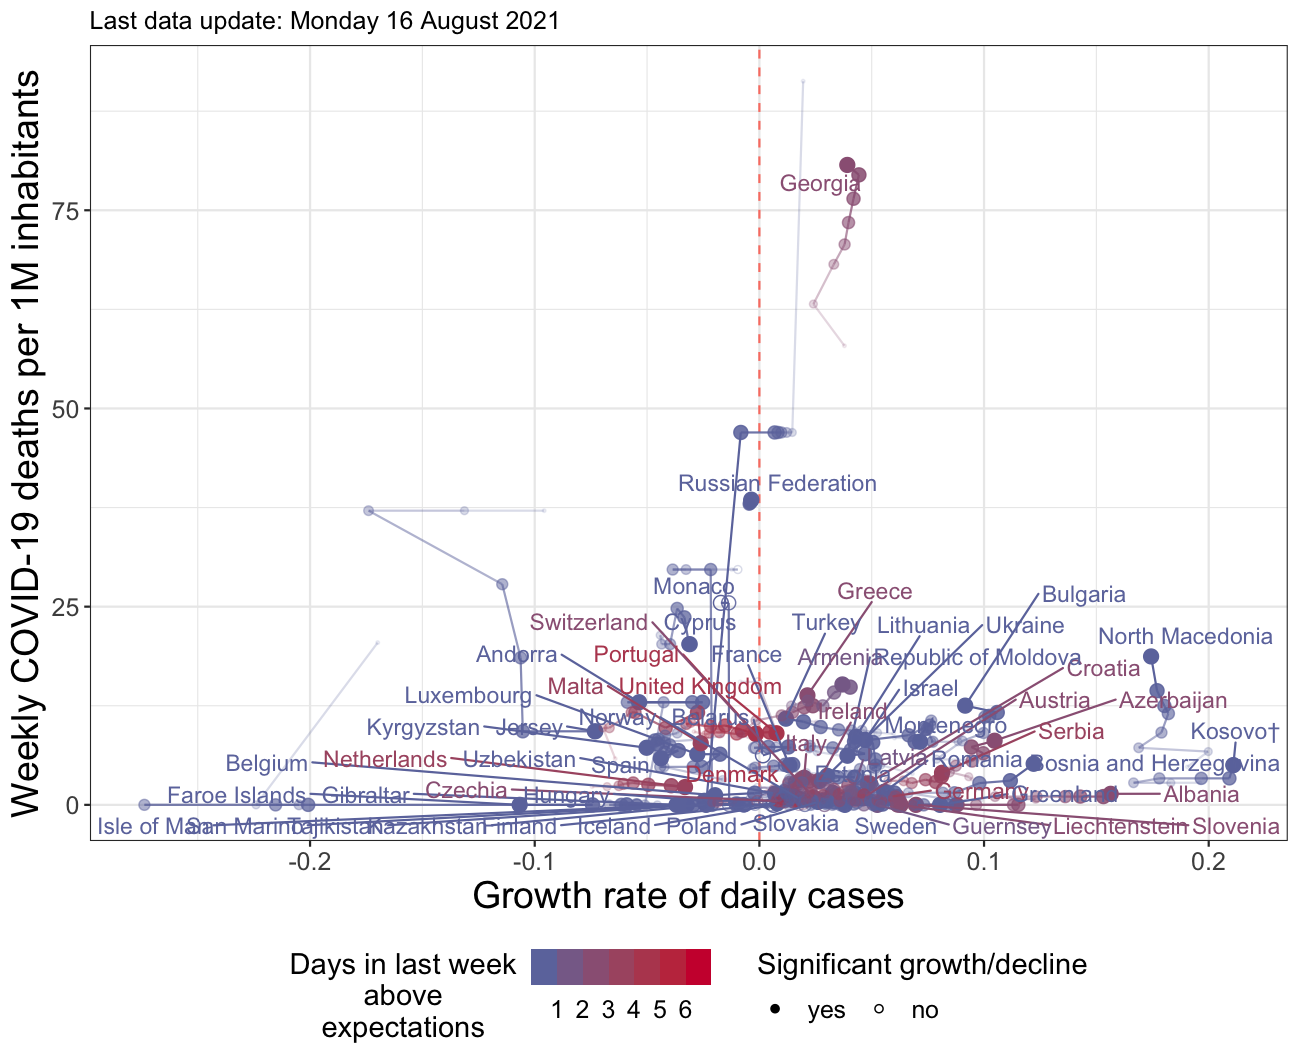 Last data update: Monday 16 August 2021
Weekly COVID-19 deaths per 1M inhabitants
75
50
25
0
Georgia
Russian Federation
Monaco
Greece
Bulgaria
Switzerland
Cyprus
Turkey
Lithuania
Ukraine
North Macedonia
Andorra
Portugal
France
Armenia
Republic of Moldova
Croatia
Malta
United Kingdom
Israel
Luxembourg
Austria
Azerbaijan
Ireland
Kyrgyzstan
Jersey
Norway
Belarus
Montenegro
Serbia
Kosovo†
Italy
Belgium
Netherlands
Uzbekistan
Spain
Latvia
Romania
Bosnia and Herzegovina
Denmark
Estonia
Faroe Islands
Gibraltar
Czechia
Hungary
Germany
Greenland
Albania
Isle of Man
San Marino
Tajikistan
Kazakhstan
Finland
Iceland
Poland
Slovakia
Sweden
Guernsey
Liechtenstein
Slovenia
-0.2
-0.1
0.0
0.1
0.2
Growth rate of daily cases
Days in last week
above
expectations
1 2 3 4 5 6
Significant growth/decline
yes
no